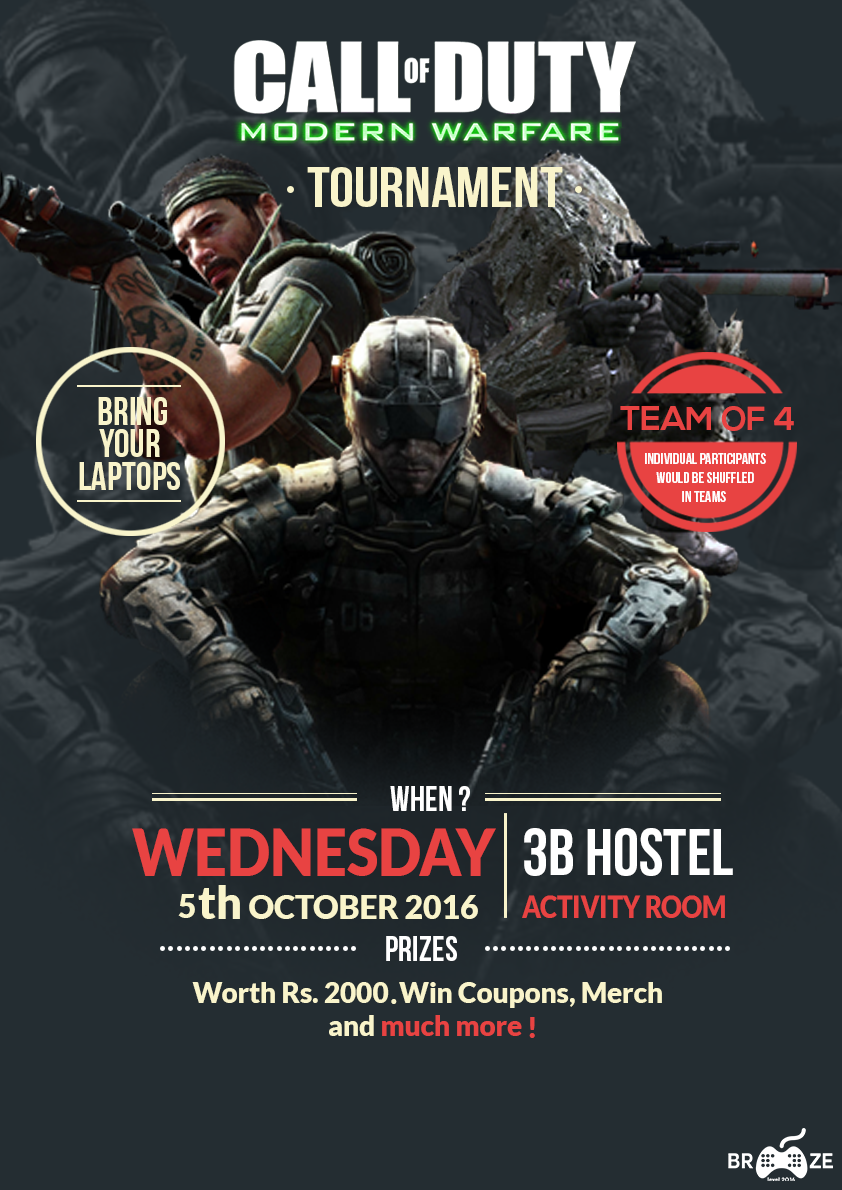 CALL OF DUTY
MODERN WARFARE
· TOURNAMENT ·
BRING
YOUR
LAPTOPS
TEAM OF 4
INDIVIDUAL PARTICIPANTS
WOULD BE SHUFFLED
IN TEAMS
WHEN ?
WEDNESDAY
5th OCTOBER 2016
3B HOSTEL
ACTIVITY ROOM
PRIZES
Worth Rs. 2000.Win Coupons, Merch
and much more !
BR ZE
level 2016